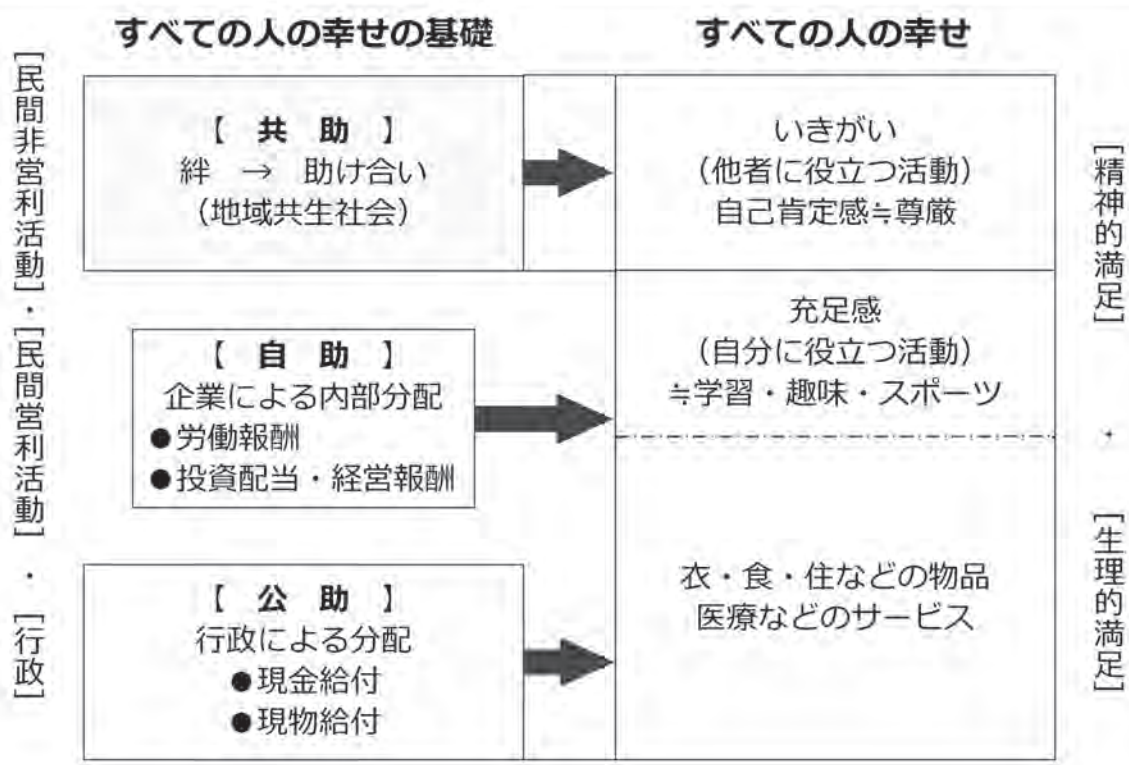 すべての人の幸せの基礎
すべての人の幸せ
[民間非営利活動]・[民間営利活動]・[行政]
【共助】
絆 → 助け合い
（地域共生社会）
いきがい
（他者に役立つ活動）
自己肯定感≒尊厳
【自助】
企業による内部分配
●労働報酬
●投資配当・経営報酬
充足感
（自分に役立つ活動）
≒学習・趣味・スポーツ
【公助】
行政による分配
●現金給付
●現物給付
衣・食・住などの物品
医療などのサービス
[精神的満足]・[生理的満足]